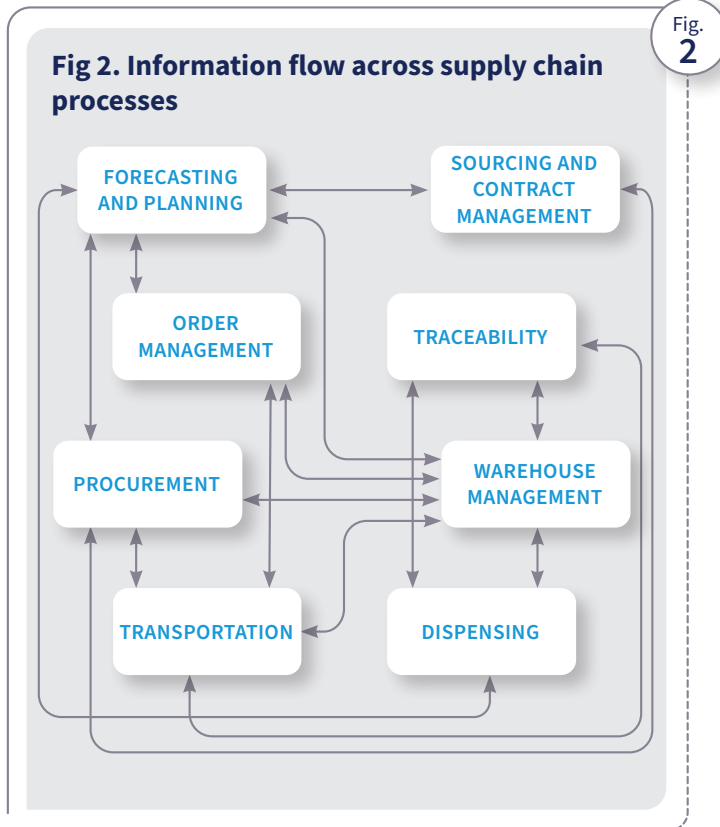 Fig.
2
Fig 2. Information flow across supply chain
processes
FORECASTING
AND PLANNING
SOURCING AND
CONTRACT
MANAGEMENT
ORDER
MANAGEMENT
TRACEABILITY
PROCUREMENT
WAREHOUSE
MANAGEMENT
TRANSPORTATION
DISPENSING